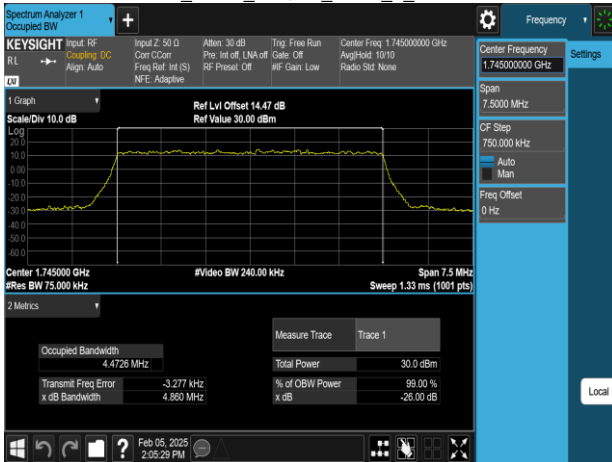 Spectrum Analyzer 1
Occupied BW
Frequency
KEYSIGHT
RL
LXI
Input: RF
Coupling: DC
Align: Auto
Input Z: 50 Ω
Corr CCorr
Freq Ref: Int (S)
NFE: Adaptive
Atten: 30 dB
Pre: Int off, LNA off
RF Presel: Off
Trig: Free Run
Gate: Off
#IF Gain: Low
Center Freq: 1.745000000 GHz
Avg|Hold: 10/10
Radio Std: None
Center Frequency
1.745000000 GHz
Settings
Span
7.5000 MHz
CF Step
750.000 kHz
Auto
Man
Freq Offset
0 Hz
Local
1 Graph
Scale/Div 10.0 dB
Ref Lvl Offset 14.47 dB
Ref Value 30.00 dBm
Log
20.0
10.0
0.00
-10.0
-20.0
-30.0
-40.0
-50.0
-60.0
Center 1.745000 GHz
#Res BW 75.000 kHz
#Video BW 240.00 kHz
Span 7.5 MHz
Sweep 1.33 ms (1001 pts)
2 Metrics
Measure Trace Trace 1
Occupied Bandwidth
4.4726 MHz
Total Power 30.0 dBm
Transmit Freq Error -3.277 kHz
% of OBW Power 99.00 %
x dB Bandwidth 4.860 MHz
x dB -26.00 dB
?
Feb 05, 2025
2:05:29 PM